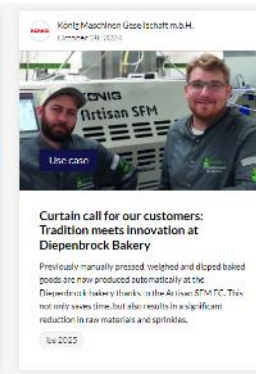 KÖNIG
König Maschinen Gesellschaft m.b.H.
October 28, 2024
KÖNIG
Artisan SFM
Use case
Curtain call for our customers:
Tradition meets innovation at
Diepenbrock Bakery
Previously manually pressed, weighed and dipped baked
goods are now produced automatically at the
Diepenbrock bakery thanks to the Artisan SFM EC. This
not only saves time, but also results in a significant
reduction in raw materials and sprinkles.
iba 2025